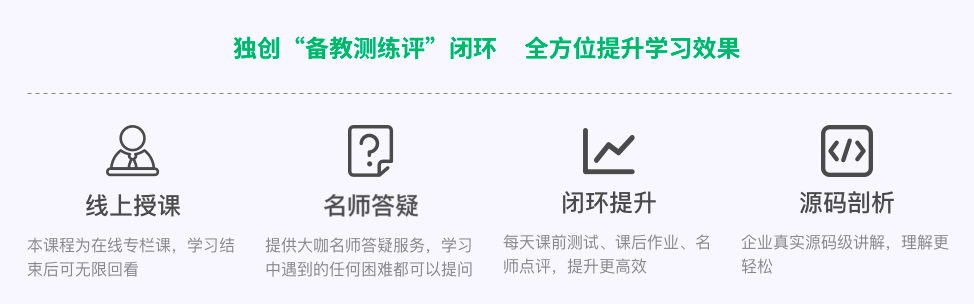 独创“备教测练评”闭环 全方位提升学习效果
线上授课
本课程为在线专栏课，学习结
束后可无限回看
名师答疑
提供大咖名师答疑服务，学习
中遇到的任何困难都可以提问
闭环提升
每天课前测试、课后作业、名
师点评，提升更高效
源码剖析
企业真实源码级讲解，理解更
轻松